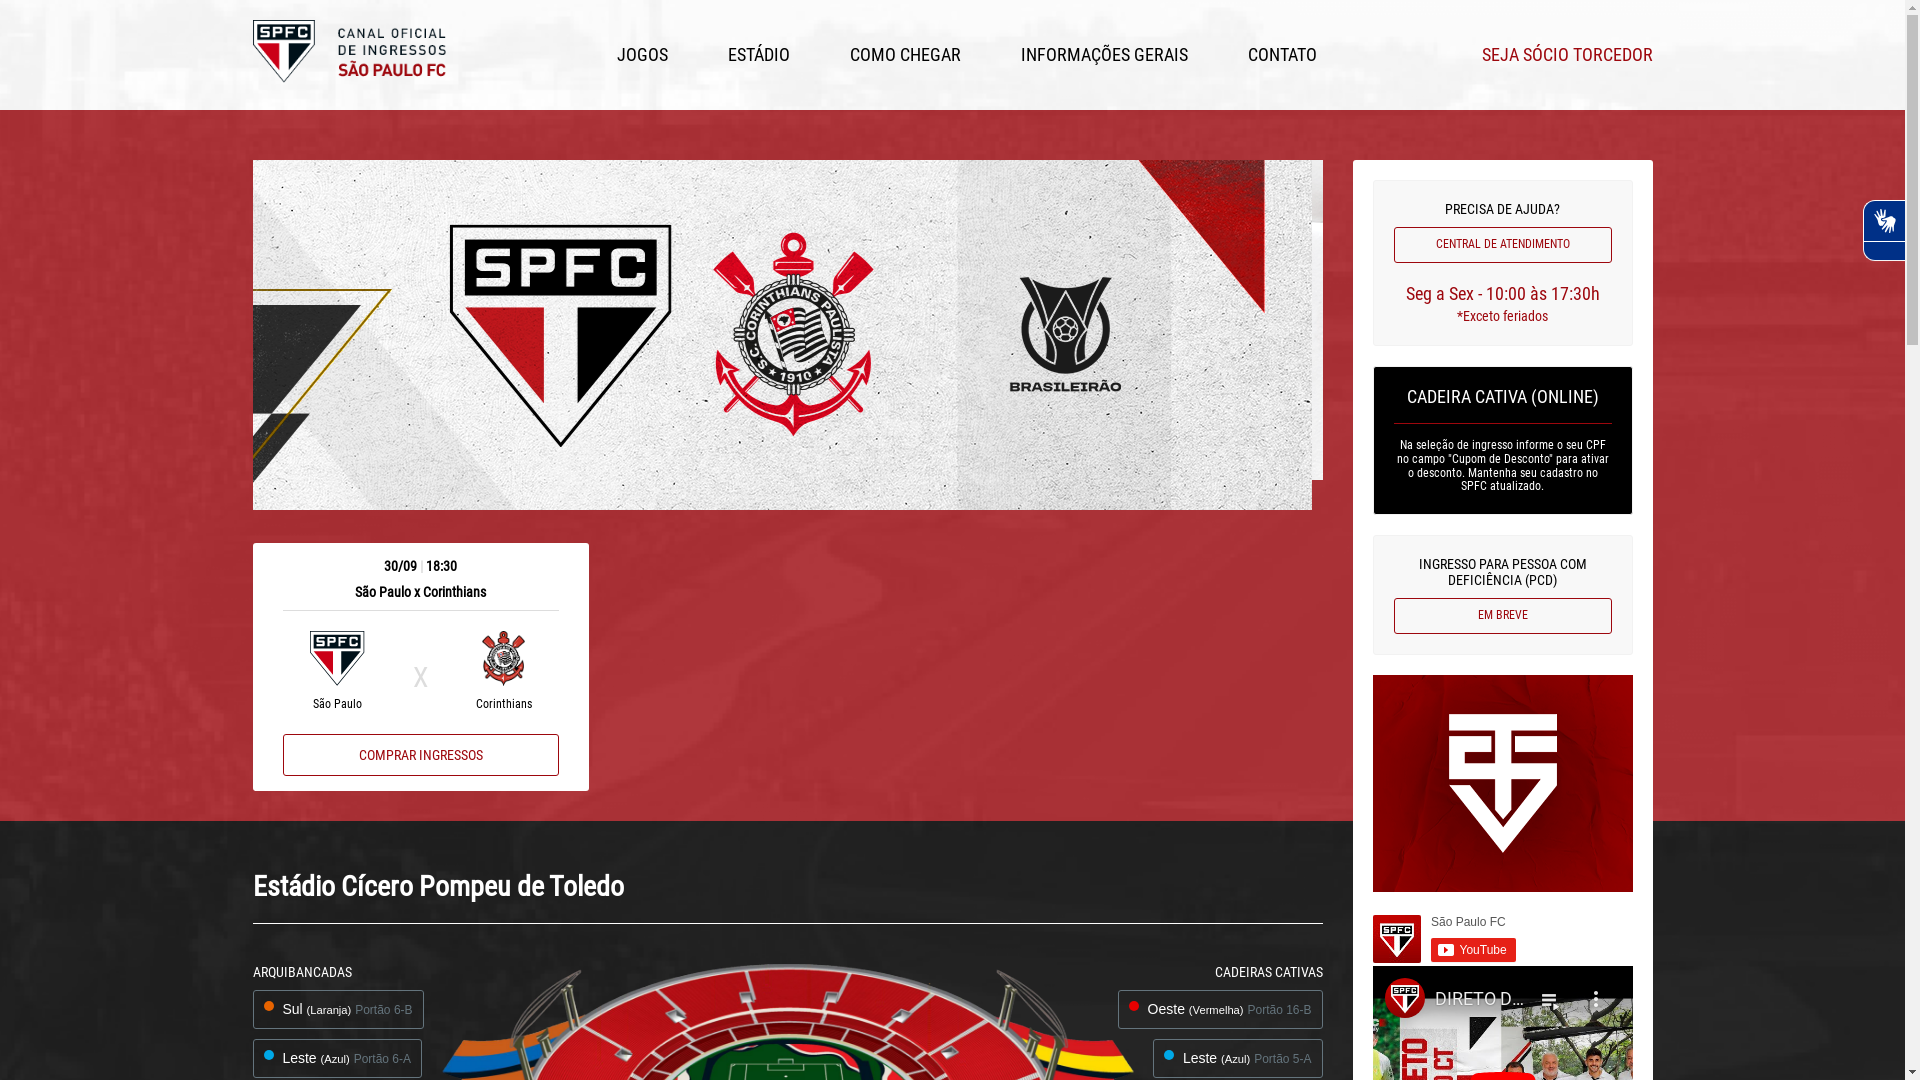 SPFC
CANAL OFICIAL
DE INGRESSOS
SÃO PAULO FC
JOGOS
ESTÁDIO
COMO CHEGAR
INFORMAÇÕES GERAIS
CONTATO
SEJA SÓCIO TORCEDOR
SPFC
S.C. CORINTHIANS PAULISTA
1910
BRASILEIRÃO
30/09 | 18:30
São Paulo x Corinthians
SPFC
X
São Paulo
Corinthians
COMPRAR INGRESSOS
PRECISA DE AJUDA?
CENTRAL DE ATENDIMENTO
Seg a Sex - 10:00 às 17:30h
*Exceto feriados
CADEIRA CATIVA (ONLINE)
Na seleção de ingresso informe o seu CPF
no campo "Cupom de Desconto" para ativar
o desconto. Mantenha seu cadastro no
SPFC atualizado.
INGRESSO PARA PESSOA COM
DEFICIÊNCIA (PCD)
EM BREVE
SPFC
São Paulo FC
YouTube
SPFC
DIRETO D...
Estádio Cícero Pompeu de Toledo
ARQUIBANCADAS
Sul (Laranja) Portão 6-B
Leste (Azul) Portão 6-A
CADEIRAS CATIVAS
Oeste (Vermelha) Portão 16-B
Leste (Azul) Portão 5-A